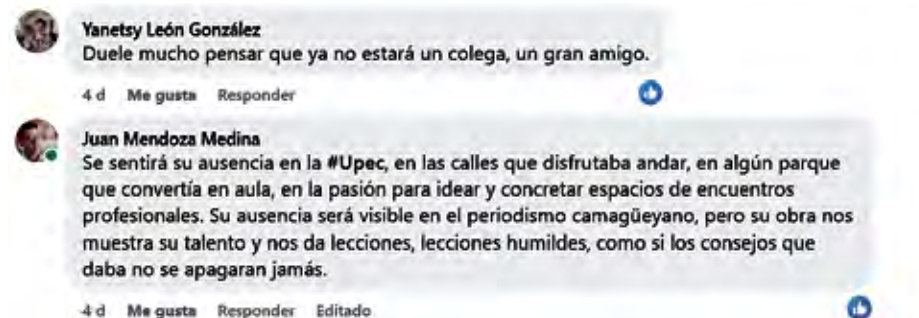 Yanetsy León González
Duele mucho pensar que ya no estará un colega, un gran amigo.
4 d Me gusta Responder
Juan Mendoza Medina
Se sentirá su ausencia en la #Upec, en las calles que disfrutaba andar, en algún parque
que convertía en aula, en la pasión para idear y concretar espacios de encuentros
profesionales. Su ausencia será visible en el periodismo camagüeyano, pero su obra nos
muestra su talento y nos da lecciones, lecciones humildes, como si los consejos que
daba no se apagaran jamás.
4 d Me gusta Responder Editado